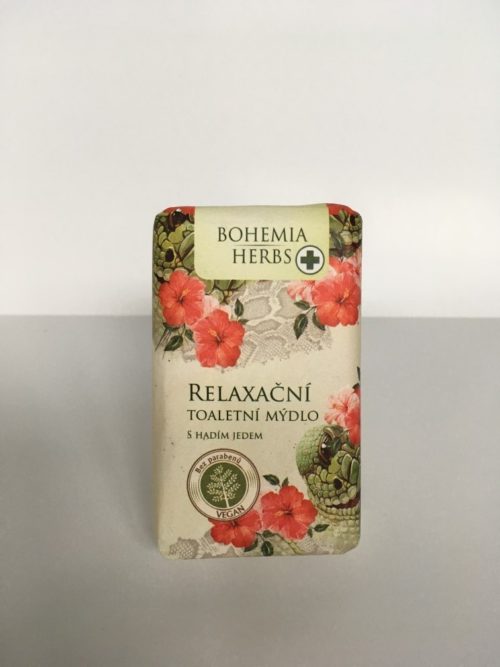 BOHEMIA
HERBS
RELAXAČNÍ
TOALETNÍ MÝDLO
S HADÍM JEDEM
Bez parabenů
VEGAN